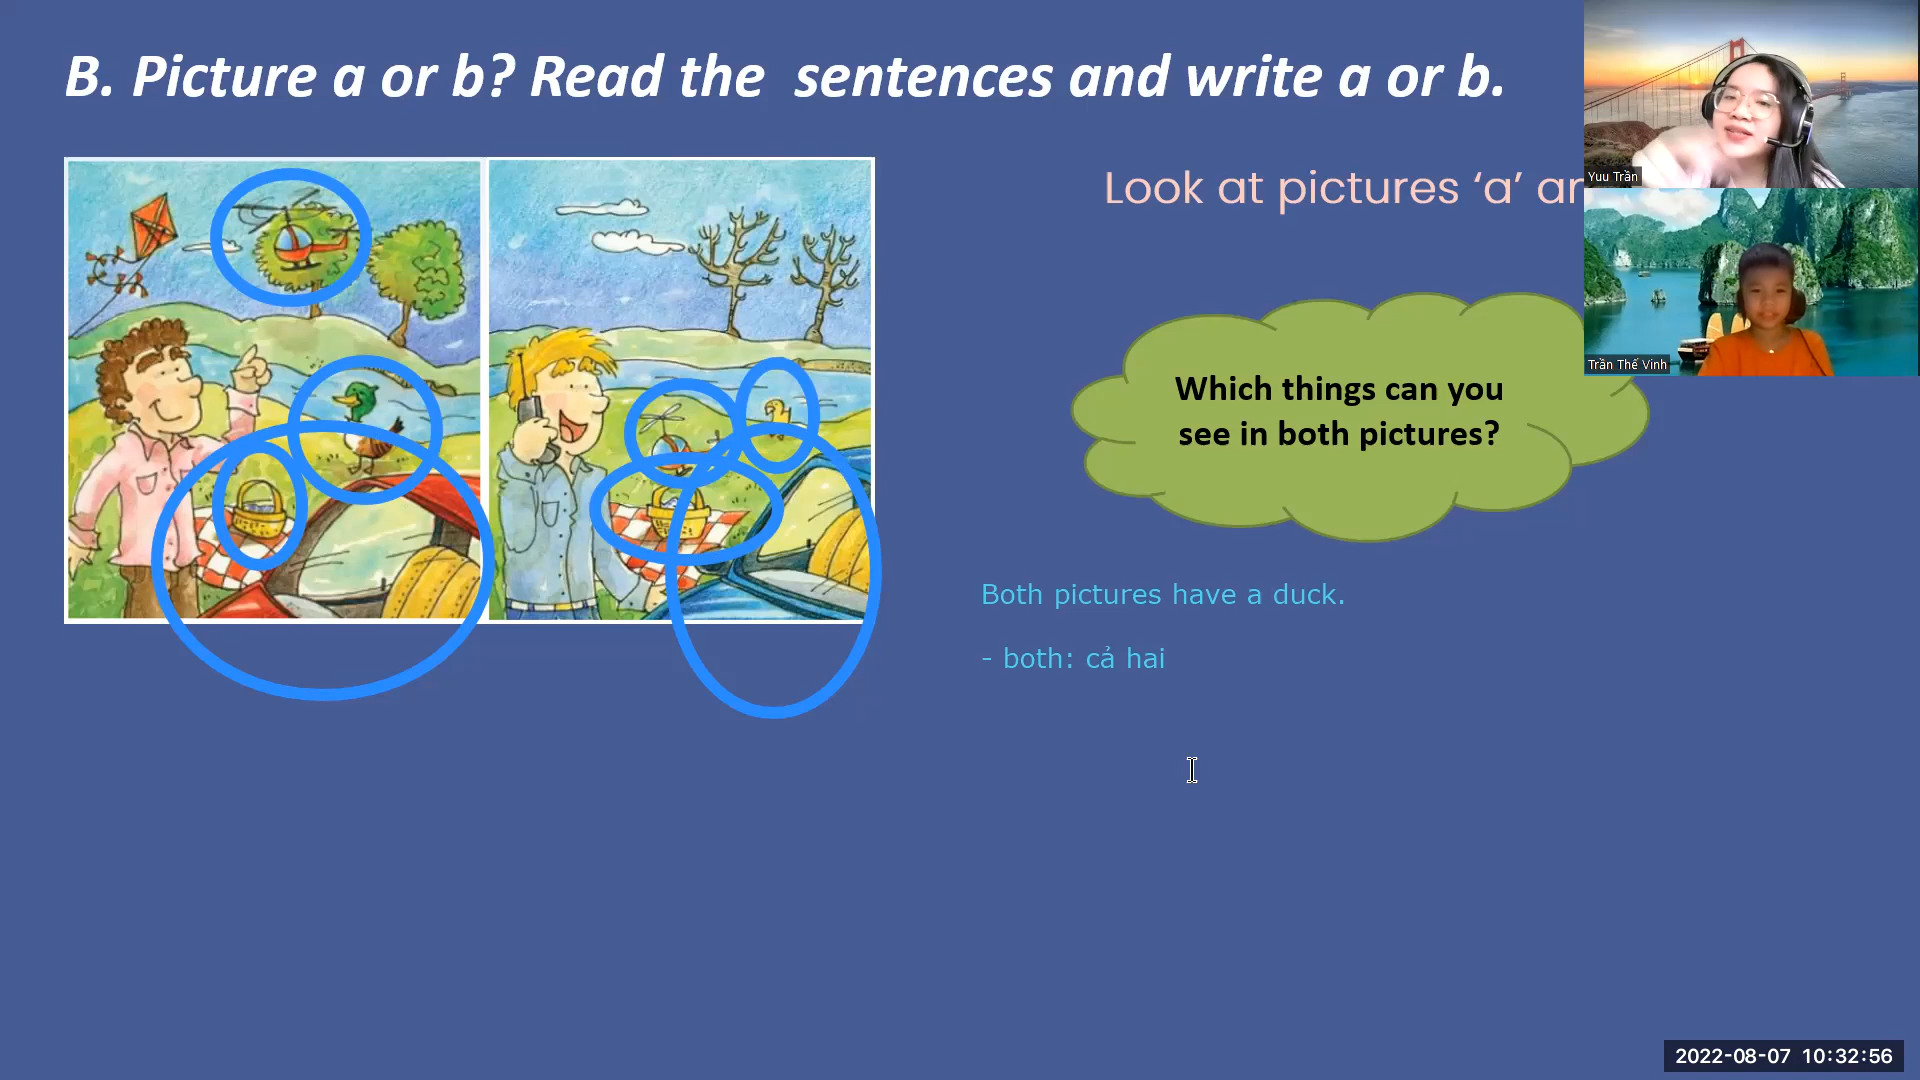 B. Picture a or b? Read the sentences and write a or b.
Look at pictures ‘a’ an
Which things can you
see in both pictures?
Both pictures have a duck.
- both: cả hai
Yuu Trần
Trần Thế Vinh
2022-08-07 10:32:56